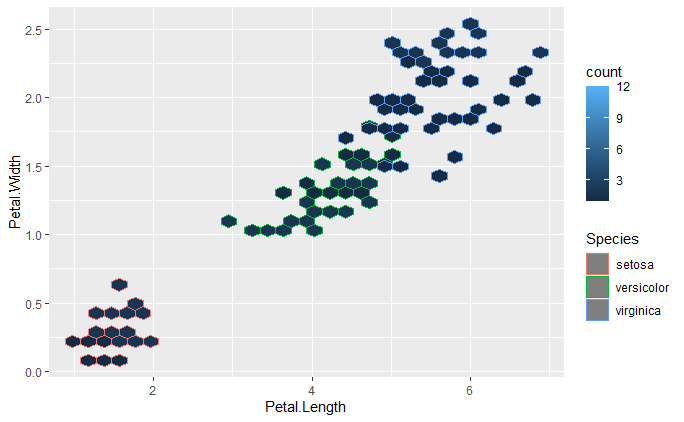 2.5
2.0
1.5
1.0
0.5
0.0
Petal.Width
2 4 6
Petal.Length
count
12
9
6
3
Species
setosa
versicolor
virginica